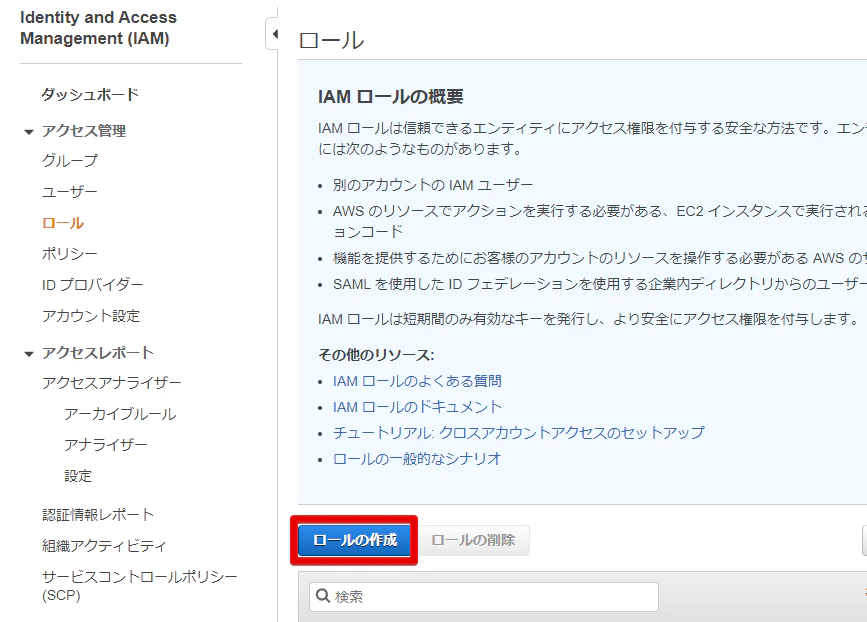 Identity and Access
Management (IAM)
ダッシュボード
アクセス管理
グループ
ユーザー
ロール
ポリシー
ID プロバイダー
アカウント設定
アクセスレポート
アクセスアナライザー
アーカイブルール
アナライザー
設定
認証情報レポート
組織アクティビティ
サービスコントロールポリシー
(SCP)
ロール
IAM ロールの概要
IAM ロールは信頼できるエンティティにアクセス権限を付与する安全な方法です。エン
には次のようなものがあります。
別のアカウントの IAM ユーザー
AWS のリソースでアクションを実行する必要がある、EC2 インスタンスで実行され
ョンコード
機能を提供するためにお客様のアカウントのリソースを操作する必要がある AWS の
SAML を使用した ID フェデレーションを使用する企業内ディレクトリからのユーザー
IAM ロールは短期間のみ有効なキーを発行し、より安全にアクセス権限を付与します。
その他のリソース:
IAM ロールのよくある質問
IAM ロールのドキュメント
チュートリアル: クロスアカウントアクセスのセットアップ
ロールの一般的なシナリオ
ロールの作成
ロールの削除
検索